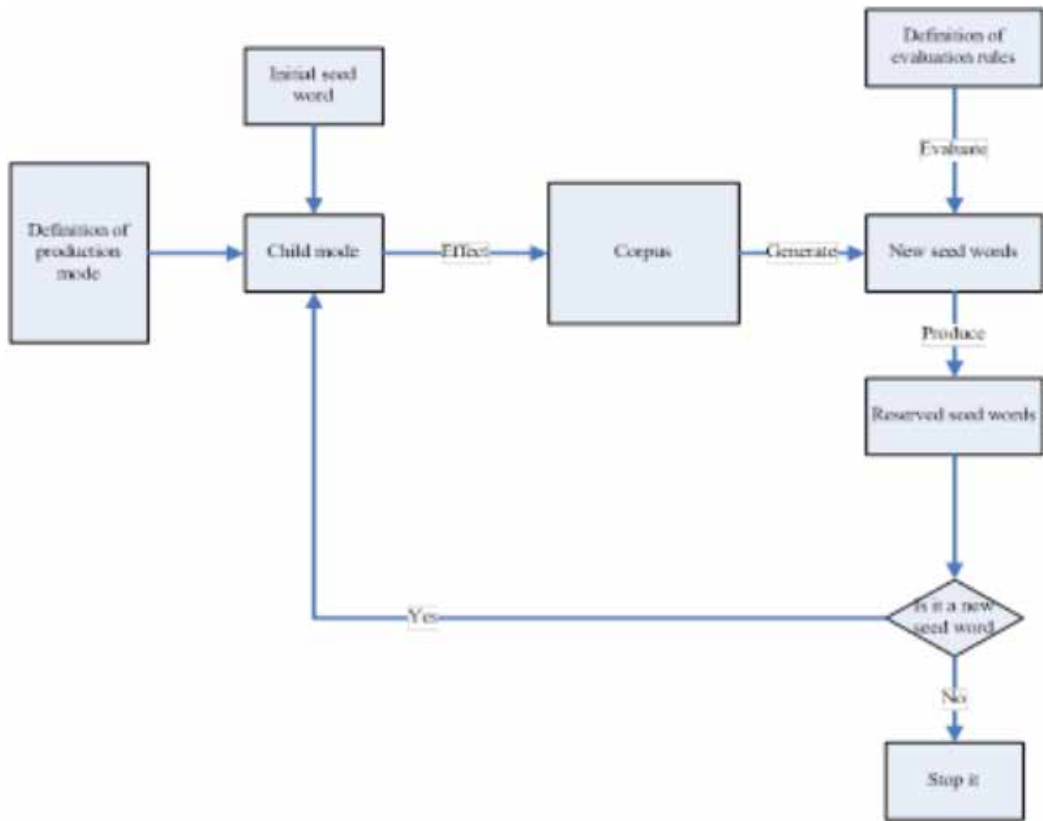 Definition of
evaluation rules
Initial seed
word
Evaluate
Definition of
production
mode
Child mode
Effect
Corpus
Generate
New seed words
Produce
Reserved seed words
Is it a new
seed word
Yes
No
Stop it